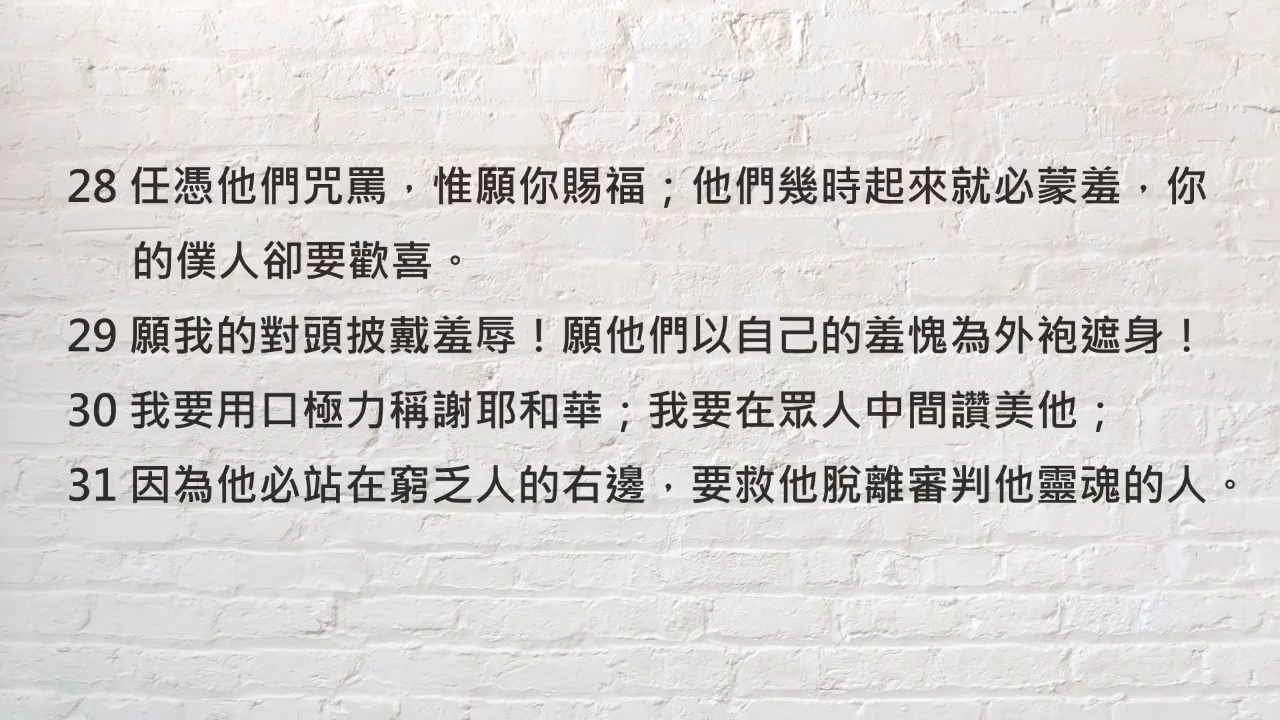 28 任憑他們咒罵，惟願你賜福；他們幾時起來就必蒙羞，你
的僕人卻要歡喜。
29 願我的對頭披戴羞辱！願他們以自己的羞愧為外袍遮身！
30 我要用口極力稱謝耶和華；我要在眾人中間讚美他；
31 因為他必站在窮乏人的右邊，要救他脫離審判他靈魂的人。